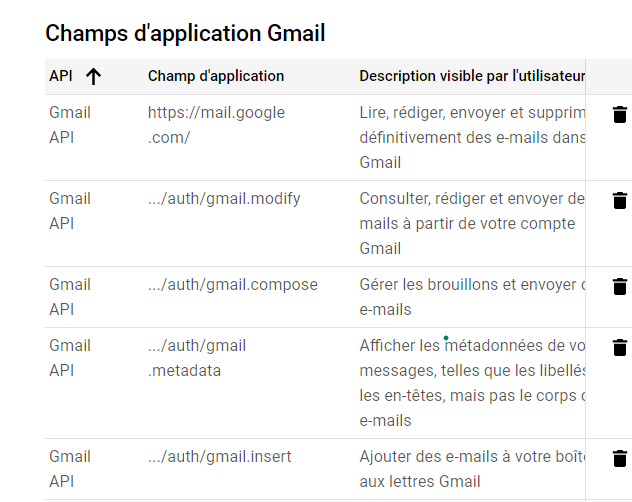 Champs d'application Gmail
API Champ d'application Description visible par l'utilisateur
Gmail API
https://mail.google
.com/
Lire, rédiger, envoyer et supprim
définitivement des e-mails dans
Gmail
Gmail API
.../auth/gmail.modify
Consulter, rédiger et envoyer de
mails à partir de votre compte
Gmail
Gmail API
.../auth/gmail.compose
Gérer les brouillons et envoyer d
e-mails
Gmail API
.../auth/gmail
.metadata
Afficher les métadonnées de vo
messages, telles que les libellés
les en-têtes, mais pas le corps d
e-mails
Gmail API
.../auth/gmail.insert
Ajouter des e-mails à votre boîte
aux lettres Gmail